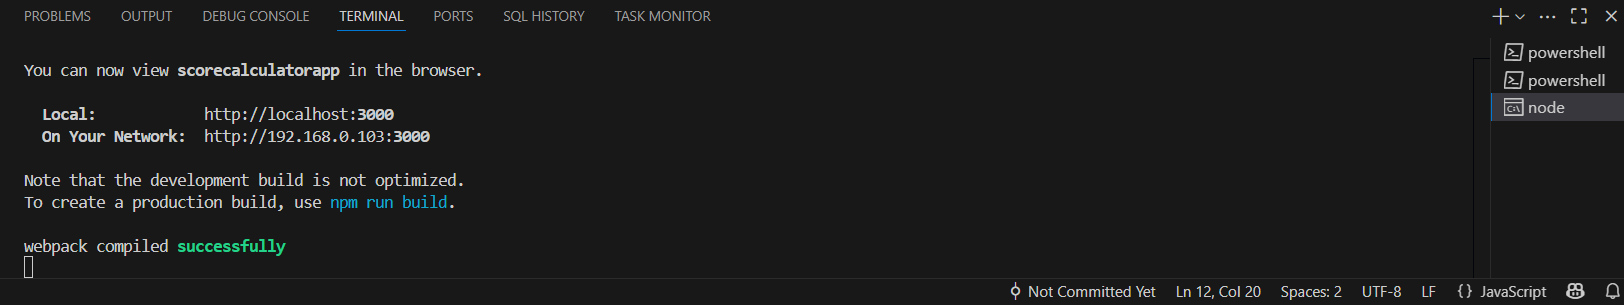 PROBLEMS OUTPUT DEBUG CONSOLE TERMINAL PORTS SQL HISTORY TASK MONITOR
You can now view scorecalculatorapp in the browser.
Local: http://localhost:3000
On Your Network: http://192.168.0.103:3000
Note that the development build is not optimized.
To create a production build, use npm run build.
webpack compiled successfully
powershell
powershell
node
Not Committed Yet Ln 12, Col 20 Spaces: 2 UTF-8 LF {} JavaScript